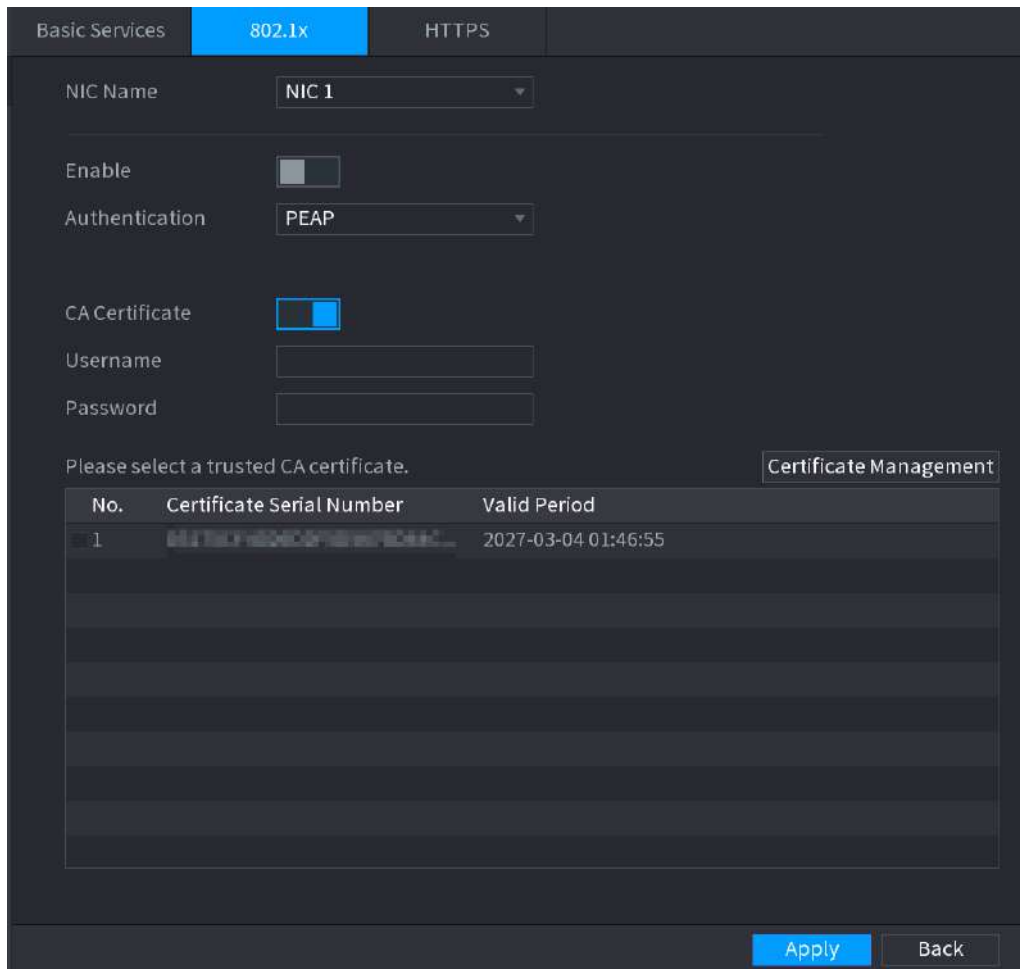 Basic Services 802.1x HTTPS
NIC Name NIC 1
Enable
Authentication PEAP
CA Certificate
Username
Password
Please select a trusted CA certificate. Certificate Management
No. Certificate Serial Number Valid Period
1 2027-03-04 01:46:55
Apply Back